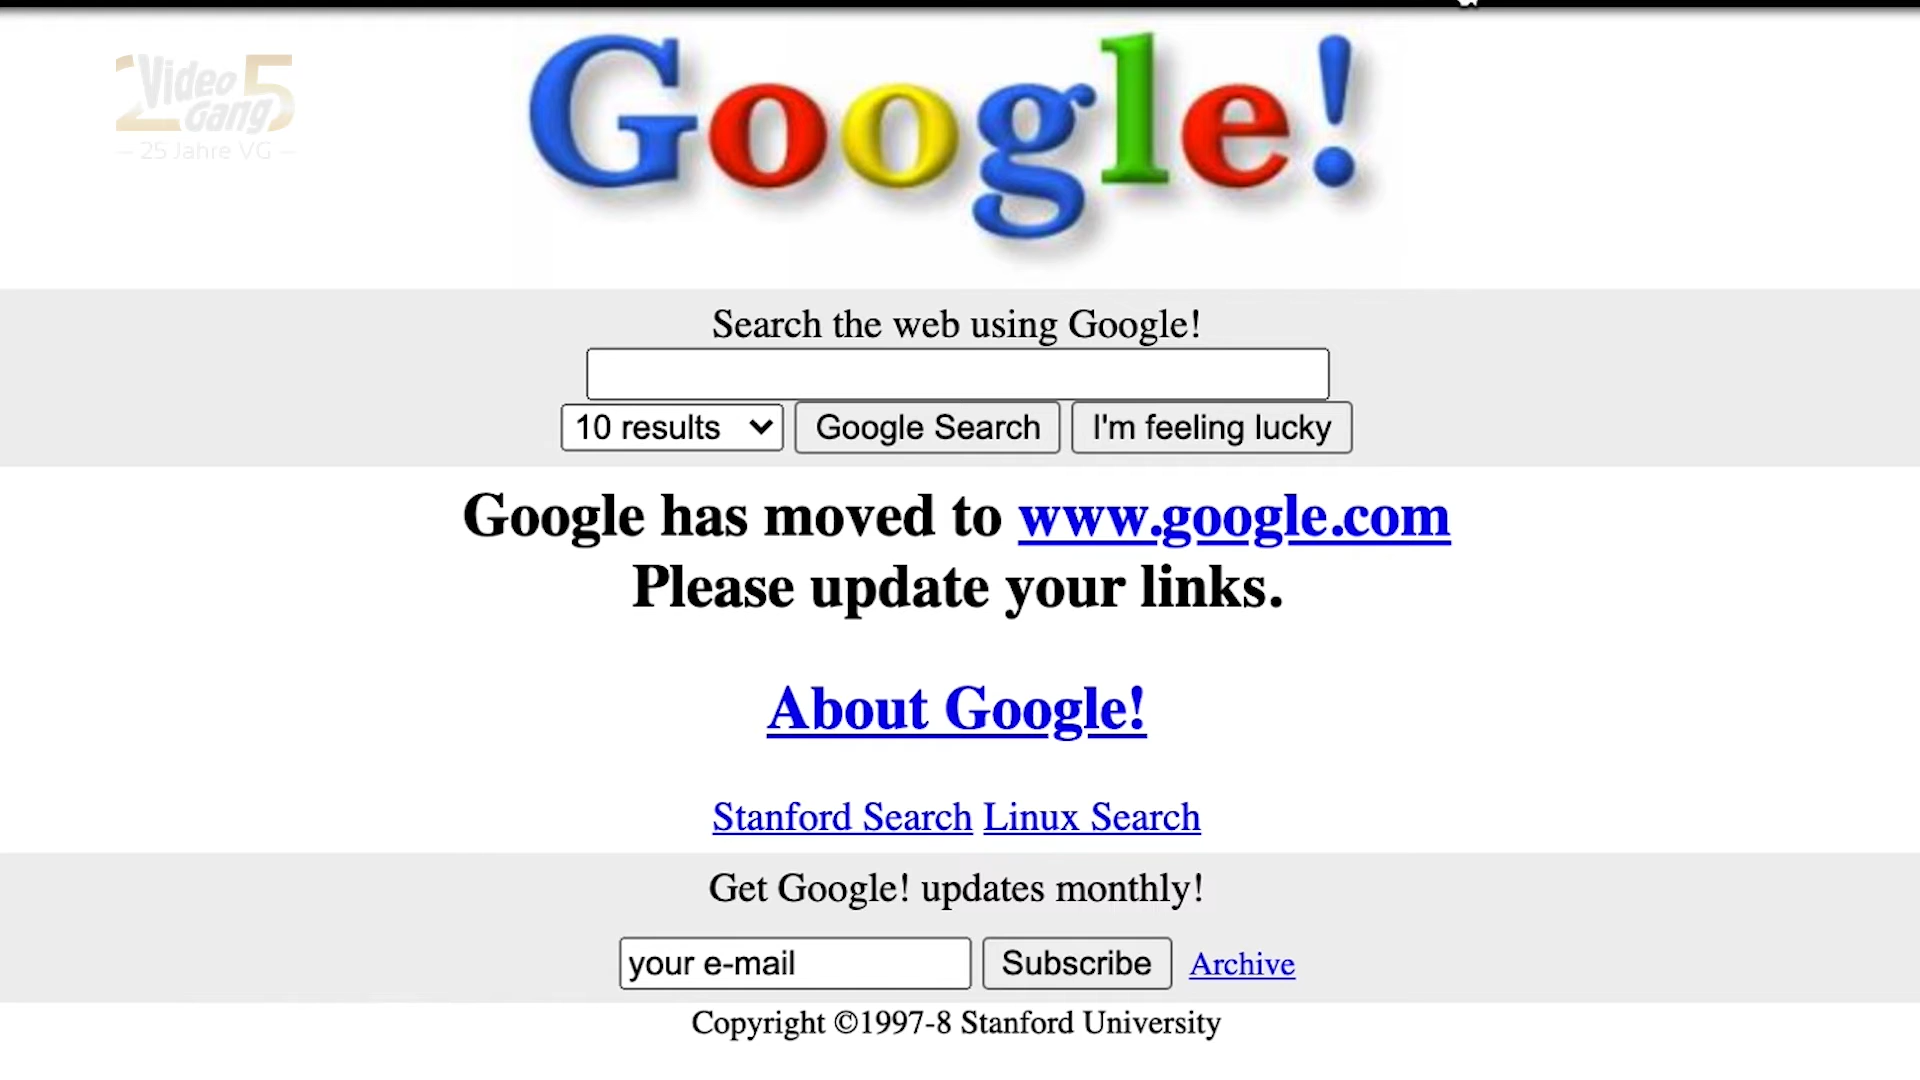 2Video5
Gang
— 25 Jahre VG —
Google!
Search the web using Google!
10 results Google Search I'm feeling lucky
Google has moved to www.google.com
Please update your links.
About Google!
Stanford Search Linux Search
Get Google! updates monthly!
your e-mail Subscribe Archive
Copyright ©1997-8 Stanford University